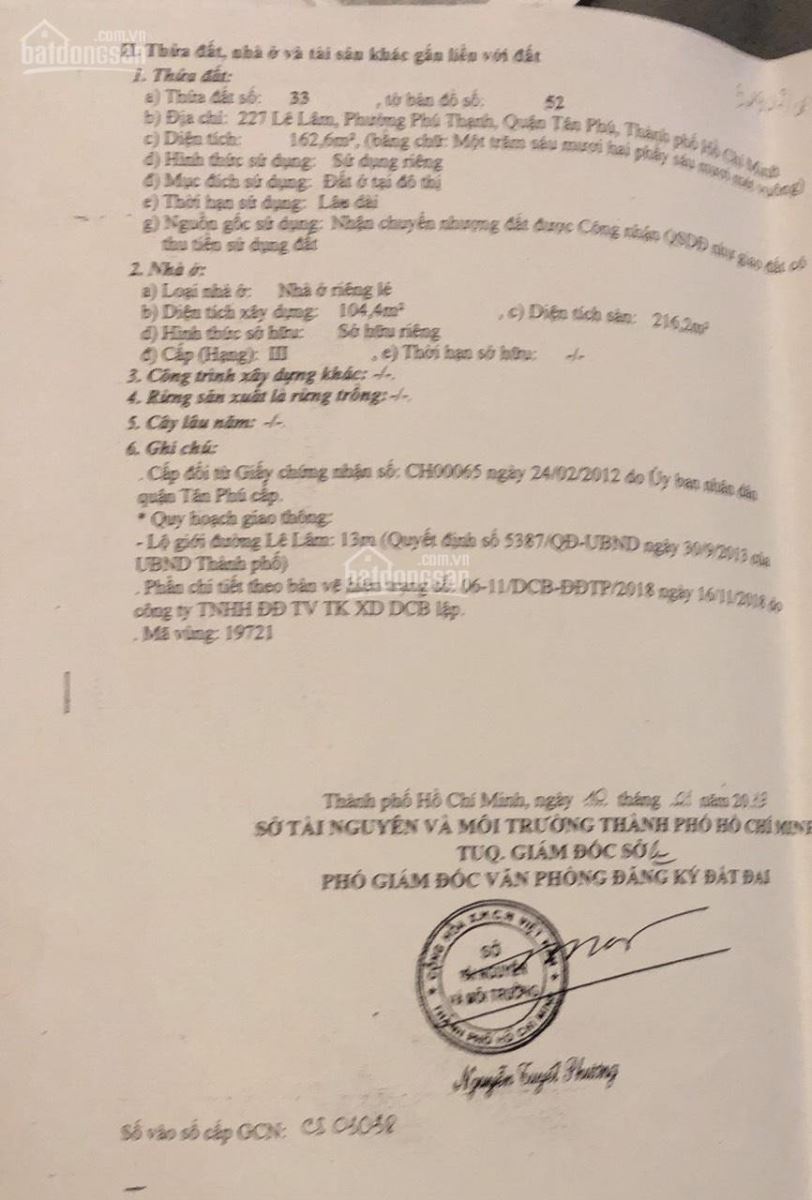 .com.vn
batdongsan
II. Thửa đất, nhà ở và tài sản khác gắn liền với đất
1. Thửa đất:
a) Thửa đất số: 33 , tờ bản đồ số: 52
b) Địa chỉ: 227 Lê Lâm, Phường Phú Thạnh, Quận Tân Phú, Thành phố Hồ Chí Minh
c) Diện tích: 162,6m², (bằng chữ: Một trăm sáu mươi hai phẩy sáu mươi mét vuông)
d) Hình thức sử dụng: Sử dụng riêng
đ) Mục đích sử dụng: Đất ở tại đô thị
e) Thời hạn sử dụng: Lâu dài
g) Nguồn gốc sử dụng: Nhận chuyển nhượng đất được Công nhận QSDĐ như giao đất có
thu tiền sử dụng đất
2. Nhà ở:
a) Loại nhà ở: Nhà ở riêng lẻ
b) Diện tích xây dựng: 104,4m² , c) Diện tích sàn: 216,2m²
d) Hình thức sở hữu: Sở hữu riêng
đ) Cấp (Hạng): III , e) Thời hạn sở hữu: -/-
3. Công trình xây dựng khác: -/-.
4. Rừng sản xuất là rừng trồng: -/-.
5. Cây lâu năm: -/-.
6. Ghi chú:
. Cấp đổi từ Giấy chứng nhận số: CH00065 ngày 24/02/2012 do Ủy ban nhân dân
quận Tân Phú cấp.
* Quy hoạch giao thông:
- Lộ giới đường Lê Lâm: 13m (Quyết định số 5387/QĐ-UBND ngày 30/9/2013 của
UBND Thành phố)
.com.vn
batdongsan
. Phần chi tiết theo bản vẽ hiện trạng số: 06-11/DCB-ĐĐTP/2018 ngày 16/11/2018 do
công ty TNHH ĐĐ TV TK XD DCB lập.
. Mã vùng: 19721
Thành phố Hồ Chí Minh, ngày tháng năm
SỞ TÀI NGUYÊN VÀ MÔI TRƯỜNG THÀNH PHỐ HỒ CHÍ MINH
TUQ. GIÁM ĐỐC SỞ
PHÓ GIÁM ĐỐC VĂN PHÒNG ĐĂNG KÝ ĐẤT ĐAI
CỘNG HÒA X.H.C.N VIỆT NAM
SỞ
TÀI NGUYÊN
VÀ MÔI TRƯỜNG
THÀNH PHỐ HỒ CHÍ MINH
Nguyễn Tuyết Phương
Số vào sổ cấp GCN: CS